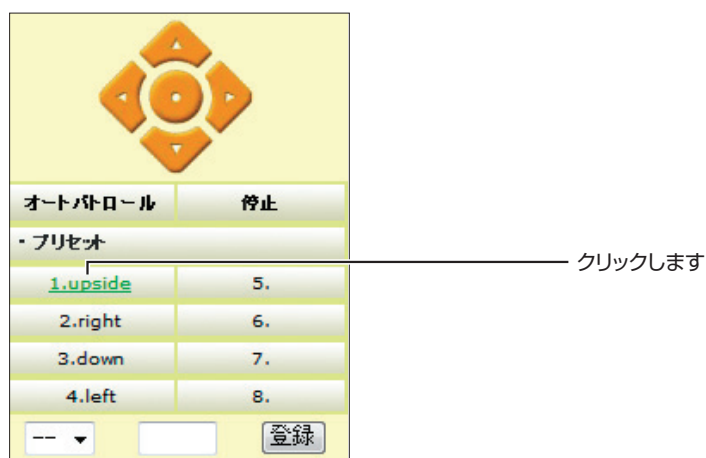 オートパトロール 停止
・プリセット
1.upside 5.
クリックします
2.right 6.
3.down 7.
4.left 8.
-- 登録